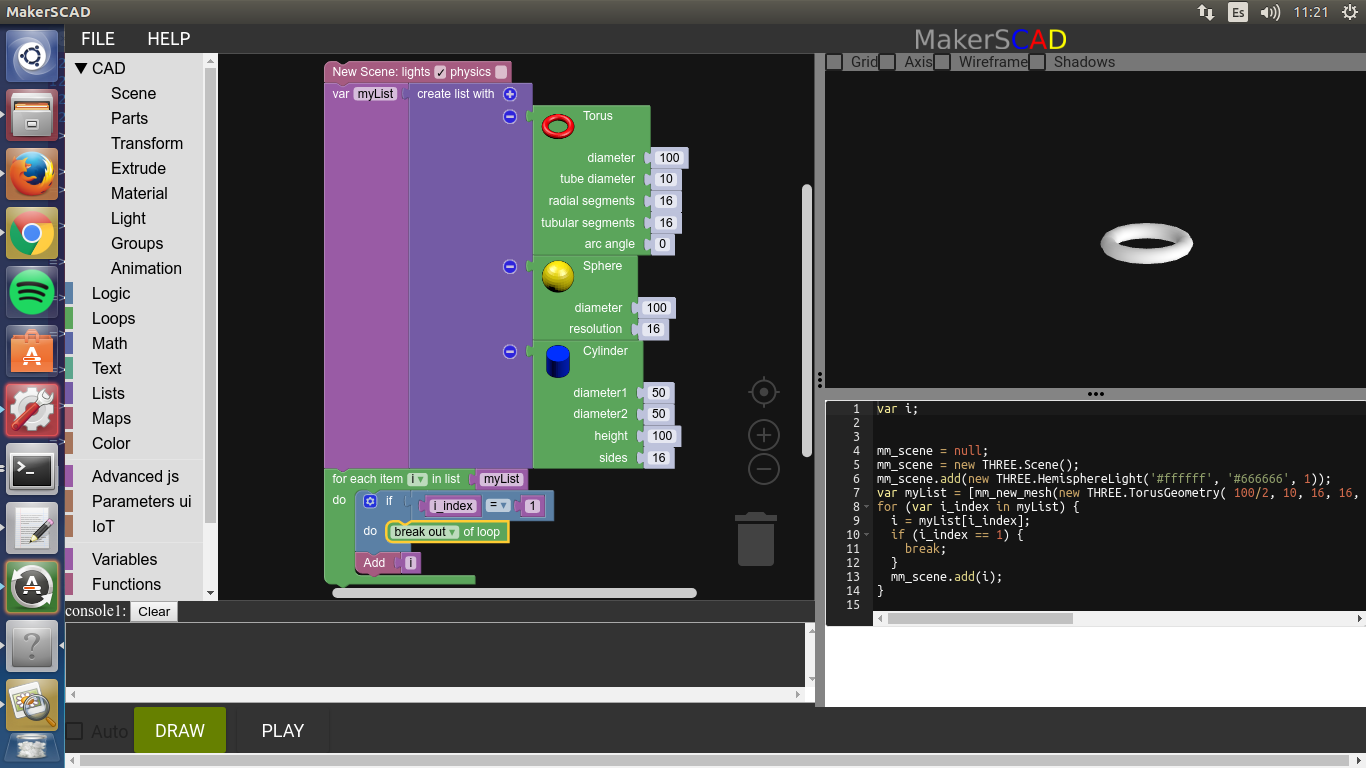 MakerSCAD
Es
11:21
FILE HELP
MakerSCAD
CAD
Scene
Parts
Transform
Extrude
Material
Light
Groups
Animation
Logic
Loops
Math
Text
Lists
Maps
Color
Advanced js
Parameters ui
IoT
Variables
Functions
New Scene: lights physics
var myList create list with
Torus
diameter 100
tube diameter 10
radial segments 16
tubular segments 16
arc angle 0
Sphere
diameter 100
resolution 16
Cylinder
diameter1 50
diameter2 50
height 100
sides 16
for each item i in list myList
do if i_index = 1
do break out of loop
Add i
Grid Axis Wireframe Shadows
1 var i;
2
3
4 mm_scene = null;
5 mm_scene = new THREE.Scene();
6 mm_scene.add(new THREE.HemisphereLight('#ffffff', '#666666', 1));
7 var myList = [mm_new_mesh(new THREE.TorusGeometry( 100/2, 10, 16, 16,
8 for (var i_index in myList) {
9 i = myList[i_index];
10 if (i_index == 1) {
11 break;
12 }
13 mm_scene.add(i);
14 }
15
console1: Clear
Auto DRAW PLAY